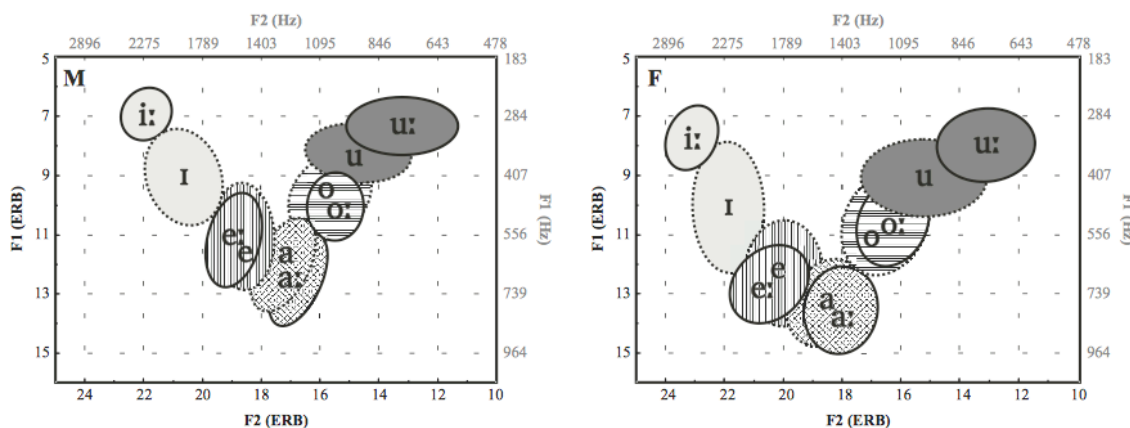 F2 (Hz)
2896 2275 1789 1403 1095 846 643 478
M
5 183
7 284
9 407
11 556
13 739
15 964
F1 (ERB)
F1 (Hz)
iː
ɪ
eː
e
a
aː
o
oː
u
uː
24 22 20 18 16 14 12 10
F2 (ERB)
F2 (Hz)
2896 2275 1789 1403 1095 846 643 478
F
5 183
7 284
9 407
11 556
13 739
15 964
F1 (ERB)
F1 (Hz)
iː
ɪ
e
eː
a
aː
oː
o
u
uː
24 22 20 18 16 14 12 10
F2 (ERB)